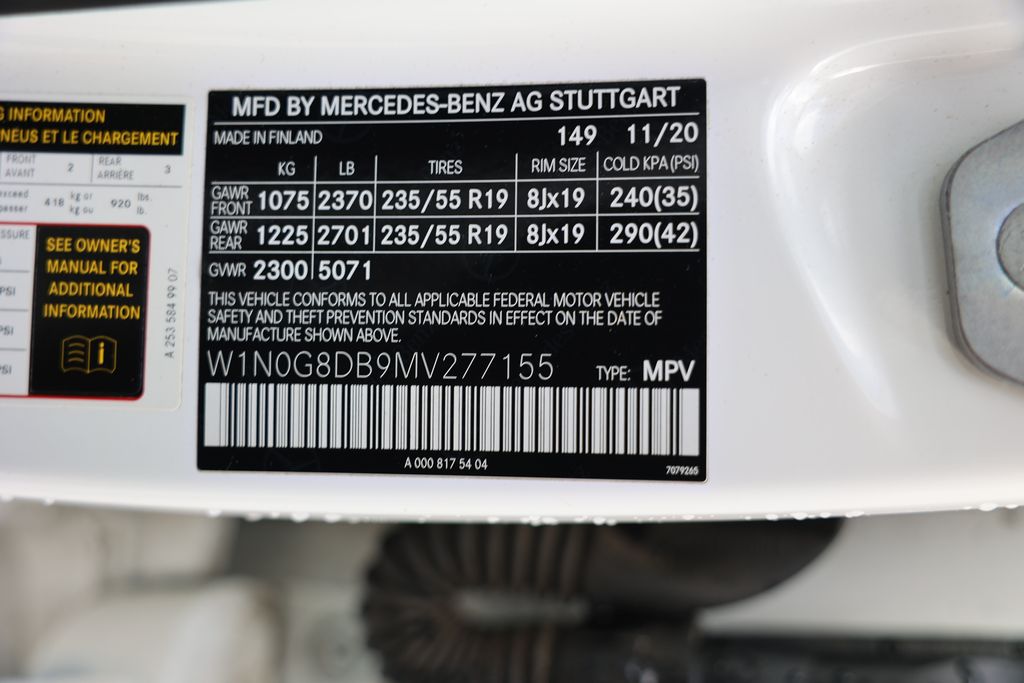 G INFORMATION
NEUS ET LE CHARGEMENT
FRONT
AVANT
2
REAR
ARRIÈRE
3
418
kg or
kg ou
920
lbs.
lb.
SSURE
PSI
PSI
PSI
SEE OWNER'S
MANUAL FOR
ADDITIONAL
INFORMATION
A 253 584 99 07
MFD BY MERCEDES-BENZ AG STUTTGART
MADE IN FINLAND 149 11/20
KG LB TIRES RIM SIZE COLD KPA(PSI)
GAWR
FRONT 1075 2370 235/55 R19 8Jx19 240(35)
GAWR
REAR 1225 2701 235/55 R19 8Jx19 290(42)
GVWR 2300 5071
THIS VEHICLE CONFORMS TO ALL APPLICABLE FEDERAL MOTOR VEHICLE
SAFETY AND THEFT PREVENTION STANDARDS IN EFFECT ON THE DATE OF
MANUFACTURE SHOWN ABOVE.
W1N0G8DB9MV277155 TYPE: MPV
A 000 817 54 04 7079265